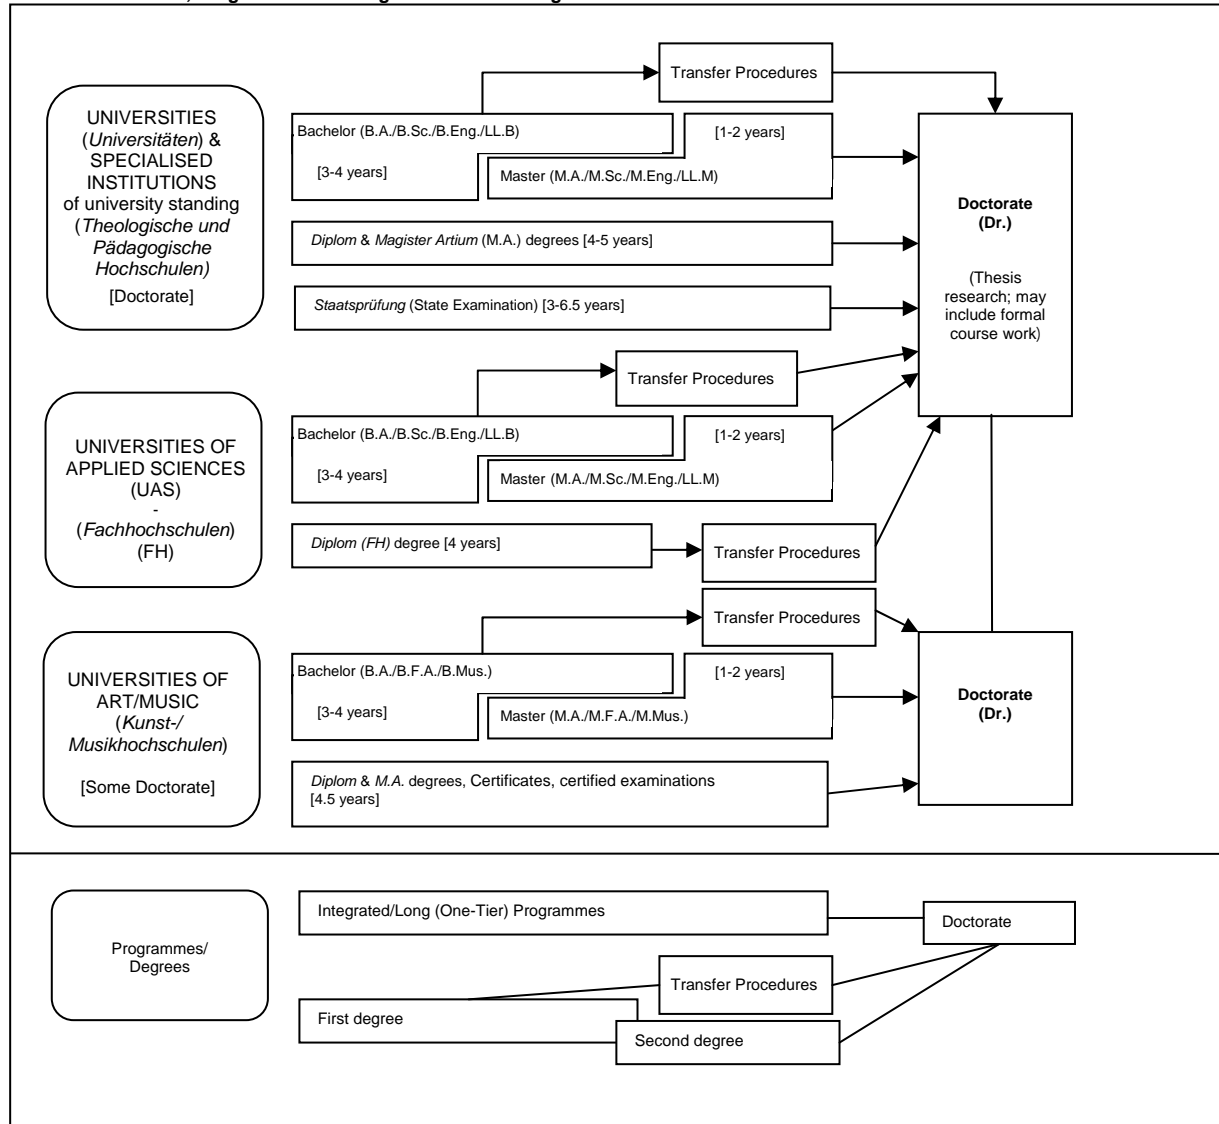 Transfer Procedures
UNIVERSITIES
(Universitäten) &
SPECIALISED
INSTITUTIONS
of university standing
(Theologische und
Pädagogische
Hochschulen)
[Doctorate]
Bachelor (B.A./B.Sc./B.Eng./LL.B)
[3-4 years]
[1-2 years]
Master (M.A./M.Sc./M.Eng./LL.M)
Diplom & Magister Artium (M.A.) degrees [4-5 years]
Staatsprüfung (State Examination) [3-6.5 years]
Doctorate
(Dr.)
(Thesis
research; may
include formal
course work)
Transfer Procedures
UNIVERSITIES OF
APPLIED SCIENCES
(UAS)
-
(Fachhochschulen)
(FH)
Bachelor (B.A./B.Sc./B.Eng./LL.B)
[3-4 years]
[1-2 years]
Master (M.A./M.Sc./M.Eng./LL.M)
Diplom (FH) degree [4 years]
Transfer Procedures
Transfer Procedures
UNIVERSITIES OF
ART/MUSIC
(Kunst-/
Musikhochschulen)
[Some Doctorate]
Bachelor (B.A./B.F.A./B.Mus.)
[3-4 years]
[1-2 years]
Master (M.A./M.F.A./M.Mus.)
Diplom & M.A. degrees, Certificates, certified examinations
[4.5 years]
Doctorate
(Dr.)
Programmes/
Degrees
Integrated/Long (One-Tier) Programmes
Doctorate
Transfer Procedures
First degree
Second degree